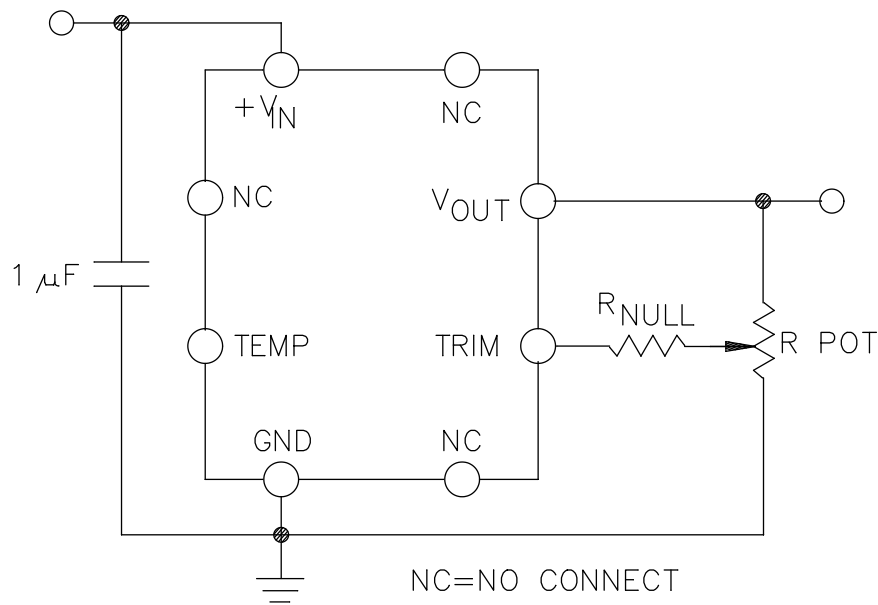 +VIN
NC
NC
VOUT
1 μF
RNULL
TEMP
TRIM
R POT
GND
NC
NC=NO CONNECT